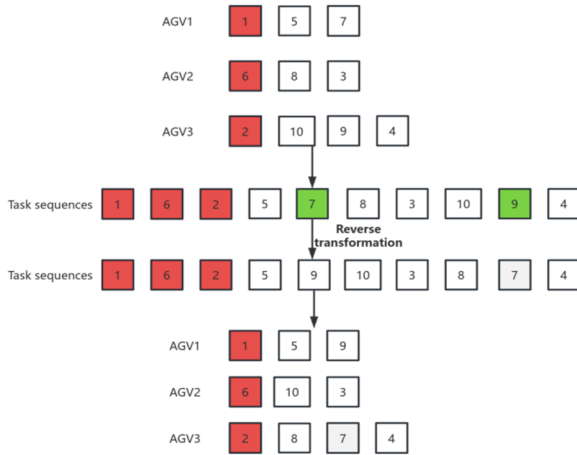 AGV1 1 5 7
AGV2 6 8 3
AGV3 2 10 9 4
Task sequences 1 6 2 5 7 8 3 10 9 4
Reverse
transformation
Task sequences 1 6 2 5 9 10 3 8 7 4
AGV1 1 5 9
AGV2 6 10 3
AGV3 2 8 7 4